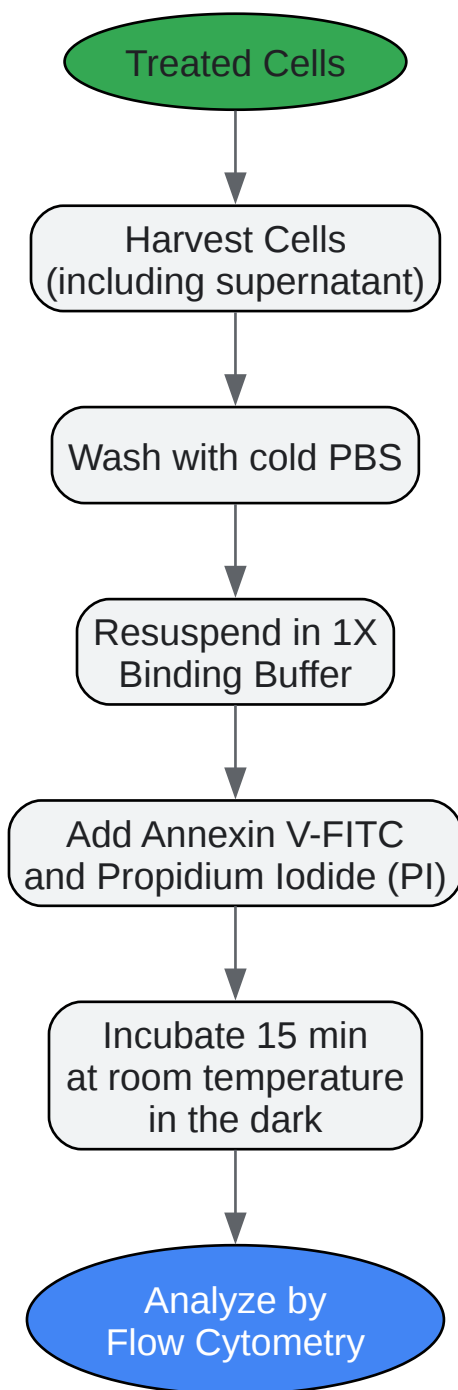 Treated Cells
Harvest Cells
(including supernatant)
Wash with cold PBS
Resuspend in 1X
Binding Buffer
Add Annexin V-FITC
and Propidium Iodide (PI)
Incubate 15 min
at room temperature
in the dark
Analyze by
Flow Cytometry